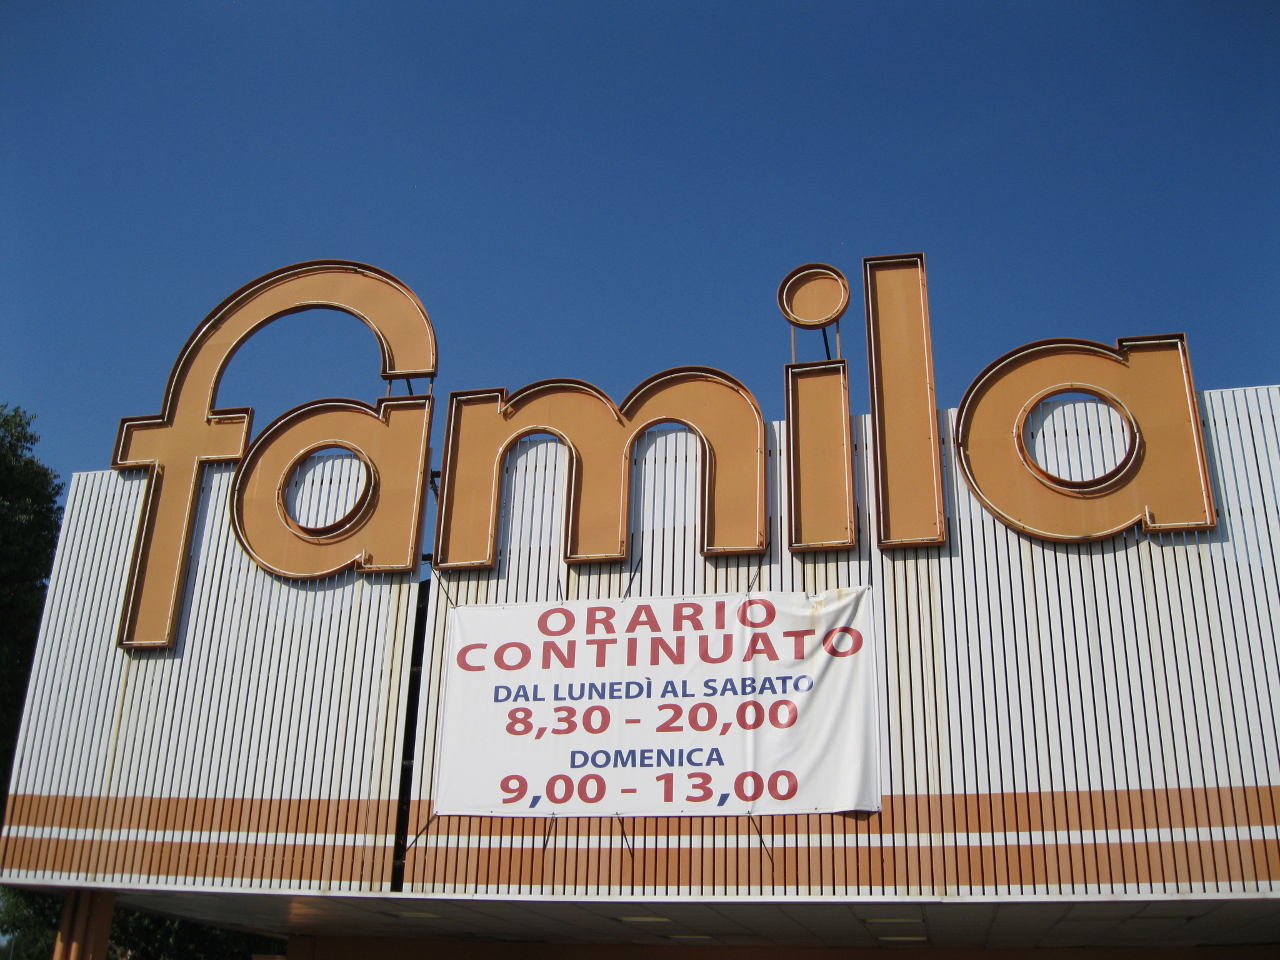 famila
ORARIO
CONTINUATO
DAL LUNEDÌ AL SABATO
8,30 - 20,00
DOMENICA
9,00 - 13,00